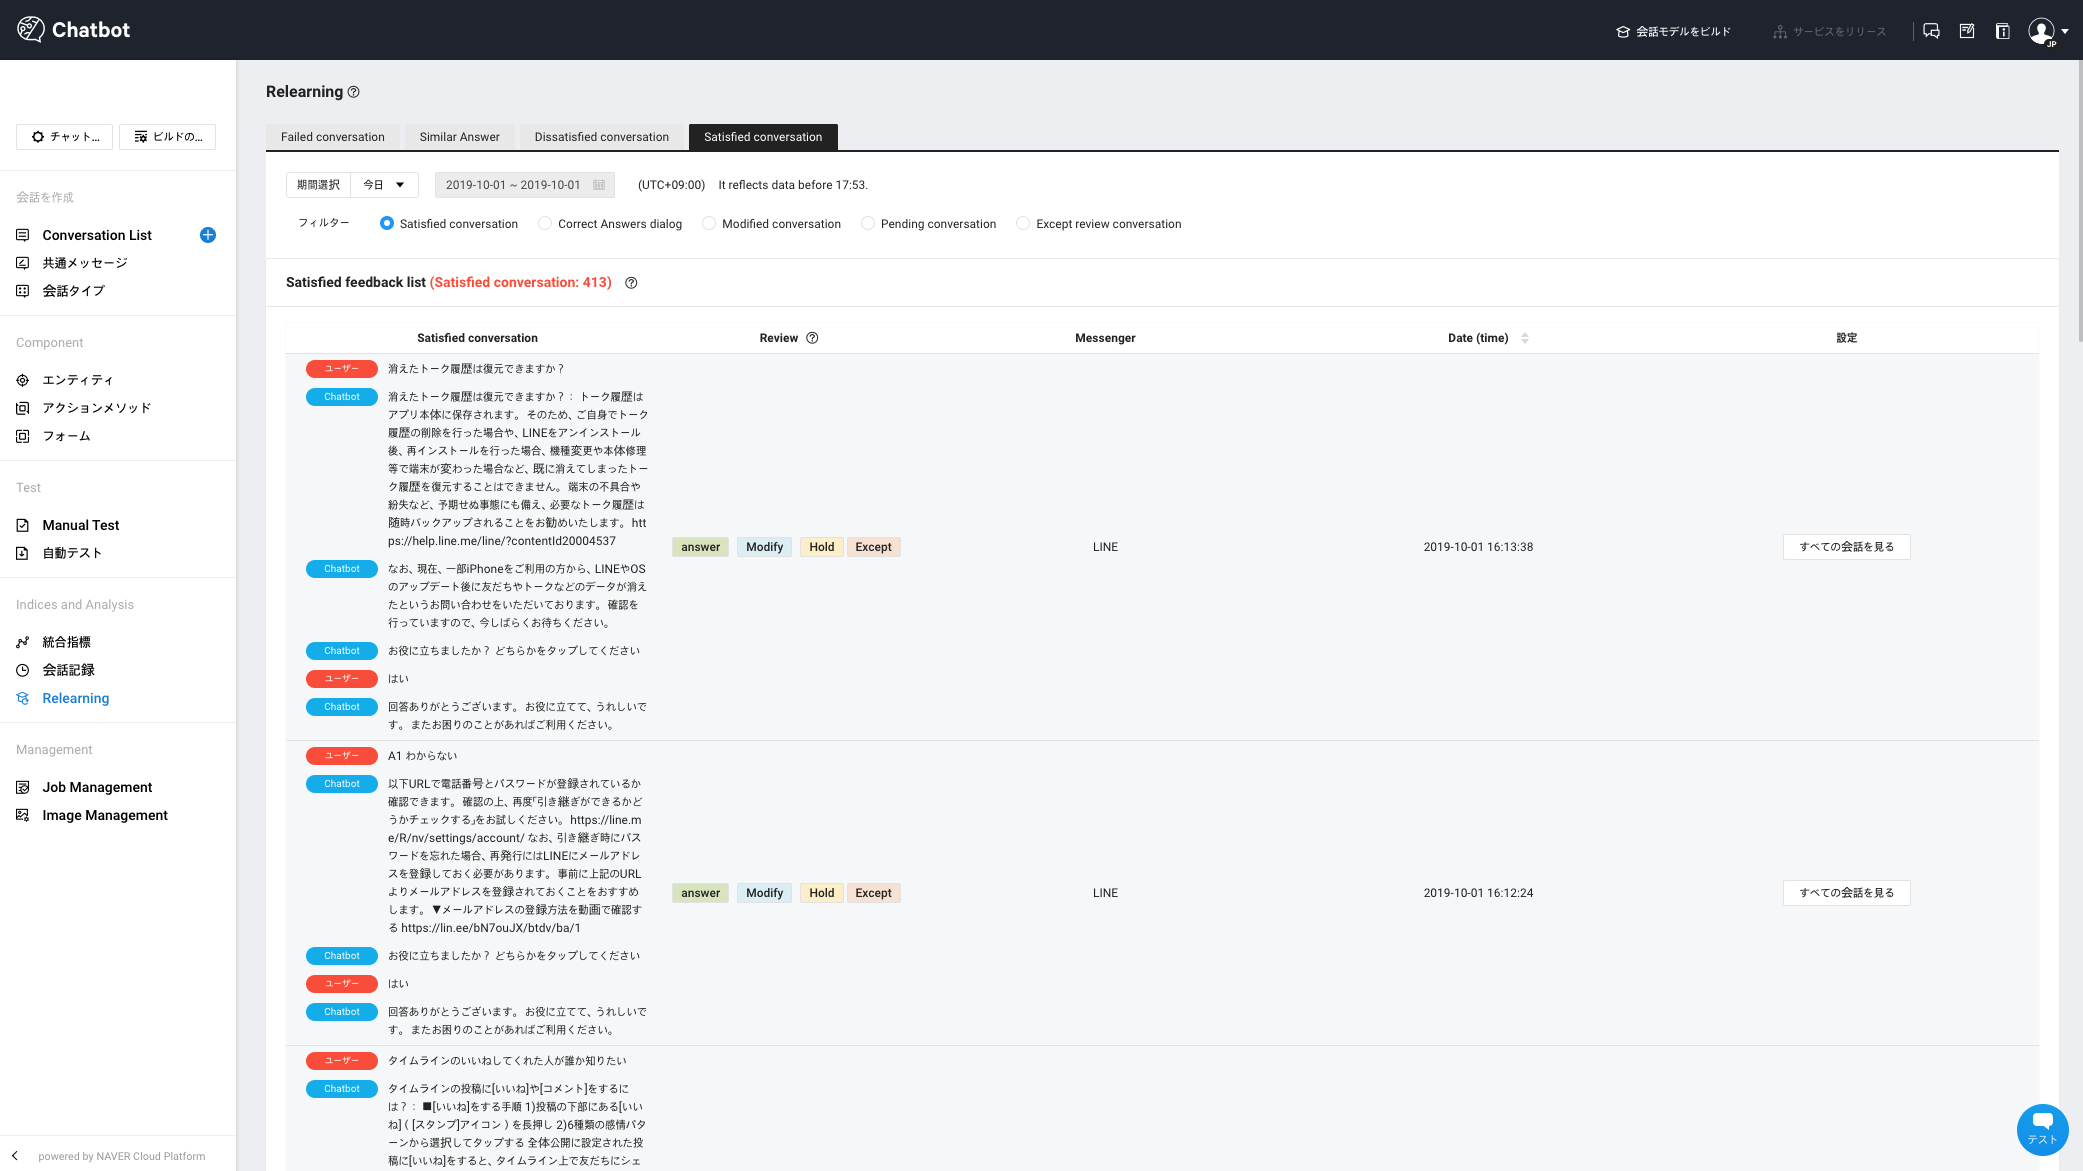 Chatbot
会話モデルをビルド
サービスをリリース
JP
チャット...
ビルドの...
会話を作成
Conversation List
共通メッセージ
会話タイプ
Component
エンティティ
アクションメソッド
フォーム
Test
Manual Test
自動テスト
Indices and Analysis
統合指標
会話記録
Relearning
Management
Job Management
Image Management
powered by NAVER Cloud Platform
Relearning
Failed conversation Similar Answer Dissatisfied conversation Satisfied conversation
期間選択 今日 2019-10-01 ~ 2019-10-01 (UTC+09:00) It reflects data before 17:53.
フィルター Satisfied conversation Correct Answers dialog Modified conversation Pending conversation Except review conversation
Satisfied feedback list (Satisfied conversation: 413)
Satisfied conversation Review Messenger Date (time) 設定
ユーザー 消えたトーク履歴は復元できますか？
Chatbot 消えたトーク履歴は復元できますか？： トーク履歴は
アプリ本体に保存されます。 そのため、ご自身でトーク
履歴の削除を行った場合や、LINEをアンインストール
後、再インストールを行った場合、機種変更や本体修理
等で端末が変わった場合など、既に消えてしまったトー
ク履歴を復元することはできません。 端末の不具合や
紛失など、予期せぬ事態にも備え、必要なトーク履歴は
随時バックアップされることをお勧めいたします。 htt
ps://help.line.me/line/?contentId20004537
answer Modify Hold Except LINE 2019-10-01 16:13:38 すべての会話を見る
Chatbot なお、現在、一部iPhoneをご利用の方から、LINEやOS
のアップデート後に友だちやトークなどのデータが消え
たというお問い合わせをいただいております。 確認を
行っていますので、今しばらくお待ちください。
Chatbot お役に立ちましたか？ どちらかをタップしてください
ユーザー はい
Chatbot 回答ありがとうございます。 お役に立てて、うれしいで
す。 またお困りのことがあればご利用ください。
ユーザー A1 わからない
Chatbot 以下URLで電話番号とパスワードが登録されているか
確認できます。 確認の上、再度「引き継ぎができるかど
うかチェックする」をお試しください。 https://line.m
e/R/nv/settings/account/ なお、引き継ぎ時にパス
ワードを忘れた場合、再発行にはLINEにメールアドレ
スを登録しておく必要があります。 事前に上記のURL
answer Modify Hold Except LINE 2019-10-01 16:12:24 すべての会話を見る
よりメールアドレスを登録されておくことをおすすめ
します。 ▼メールアドレスの登録方法を動画で確認す
る https://lin.ee/bN7ouJX/btdv/ba/1
Chatbot お役に立ちましたか？ どちらかをタップしてください
ユーザー はい
Chatbot 回答ありがとうございます。 お役に立てて、うれしいで
す。 またお困りのことがあればご利用ください。
ユーザー タイムラインのいいねしてくれた人が誰か知りたい
Chatbot タイムラインの投稿に[いいね]や[コメント]をするに
は？： ■[いいね]をする手順 1)投稿の下部にある[いい
ね] ( [スタンプ]アイコン ) を長押し 2)6種類の感情パタ
ーンから選択してタップする 全体公開に設定された投
稿に[いいね]をすると、タイムライン上で友だちにシェ
テスト